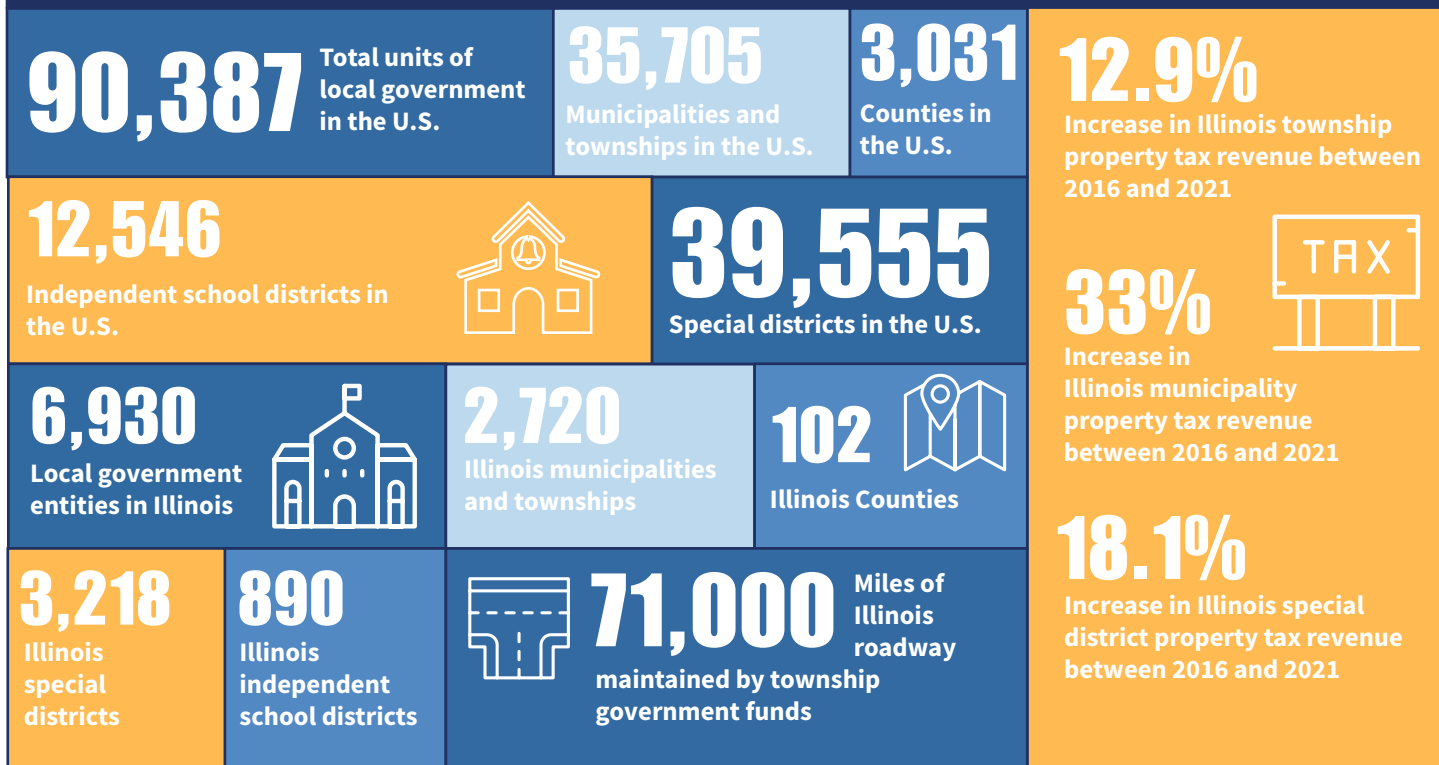 90,387
Total units of
local government
in the U.S.
35,705
Municipalities and
townships in the U.S.
3,031
Counties in
the U.S.
12,546
Independent school districts in
the U.S.
39,555
Special districts in the U.S.
6,930
Local government
entities in Illinois
2,720
Illinois municipalities
and townships
102
Illinois Counties
3,218
Illinois
special
districts
890
Illinois
independent
school districts
71,000
Miles of
Illinois
roadway
maintained by township
government funds
12.9%
Increase in Illinois township
property tax revenue between
2016 and 2021
TAX
33%
Increase in
Illinois municipality
property tax revenue
between 2016 and 2021
18.1%
Increase in Illinois special
district property tax revenue
between 2016 and 2021